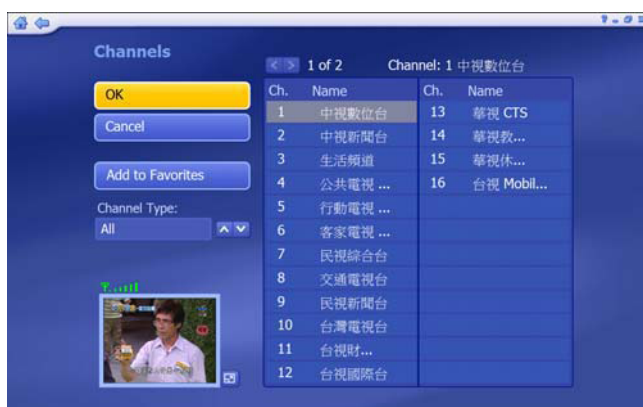 Channels
1 of 2
Channel: 1 中視數位台
OK
Cancel
Add to Favorites
Channel Type:
All
Ch. Name
1 中視數位台
2 中視新聞台
3 生活頻道
4 公共電視 ...
5 行動電視 ...
6 客家電視 ...
7 民視綜合台
8 交通電視台
9 民視新聞台
10 台灣電視台
11 台視財...
12 台視國際台
Ch. Name
13 華視 CTS
14 華視教...
15 華視休...
16 台視 Mobil...